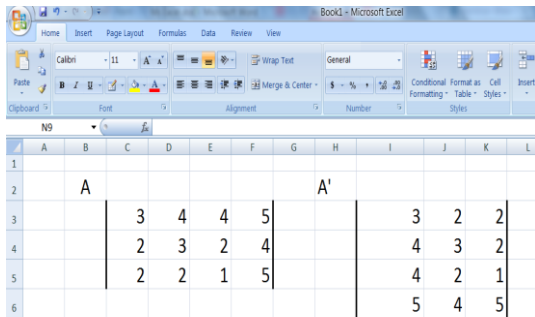 Book1 - Microsoft Excel
Home Insert Page Layout Formulas Data Review View
Calibri 11 A A Wrap Text General
Paste B I U A Merge & Center $ % , Conditional Format as Cell Insert
Formatting Table Styles
Clipboard Font Alignment Number Styles
N9 fx
A B C D E F G H I J K L
1
2 A A'
3 3 4 4 5 3 2 2
4 2 3 2 4 4 3 2
5 2 2 1 5 4 2 1
6 5 4 5